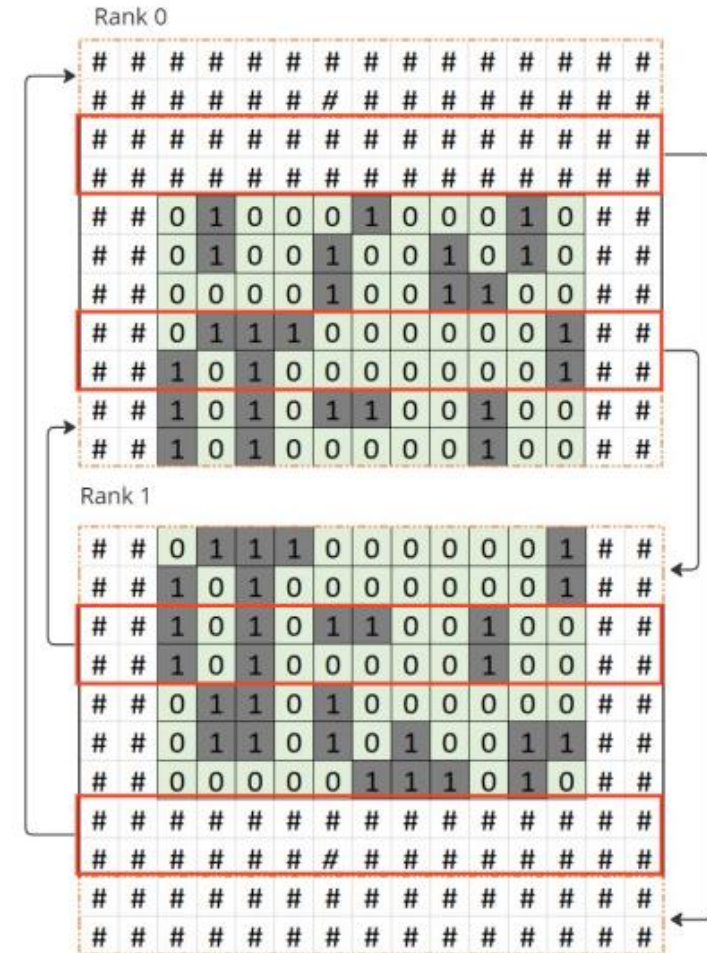 Rank 0
# # # # # # # # # # # # # # #
# # # # # # # # # # # # # # #
# # # # # # # # # # # # # # #
# # # # # # # # # # # # # # #
# # 0 1 0 0 0 1 0 0 0 1 0 # #
# # 0 1 0 0 1 0 0 1 0 1 0 # #
# # 0 0 0 0 1 0 0 1 1 0 0 # #
# # 0 1 1 1 0 0 0 0 0 0 1 # #
# # 1 0 1 0 0 0 0 0 0 0 1 # #
# # 1 0 1 0 1 1 0 0 1 0 0 # #
# # 1 0 1 0 0 0 0 0 1 0 0 # #
Rank 1
# # 0 1 1 1 0 0 0 0 0 0 1 # #
# # 1 0 1 0 0 0 0 0 0 0 1 # #
# # 1 0 1 0 1 1 0 0 1 0 0 # #
# # 1 0 1 0 0 0 0 0 1 0 0 # #
# # 0 1 1 0 1 0 0 0 0 0 0 # #
# # 0 1 1 0 1 0 1 0 0 1 1 # #
# # 0 0 0 0 0 1 1 1 0 1 0 # #
# # # # # # # # # # # # # # #
# # # # # # # # # # # # # # #
# # # # # # # # # # # # # # #
# # # # # # # # # # # # # # #